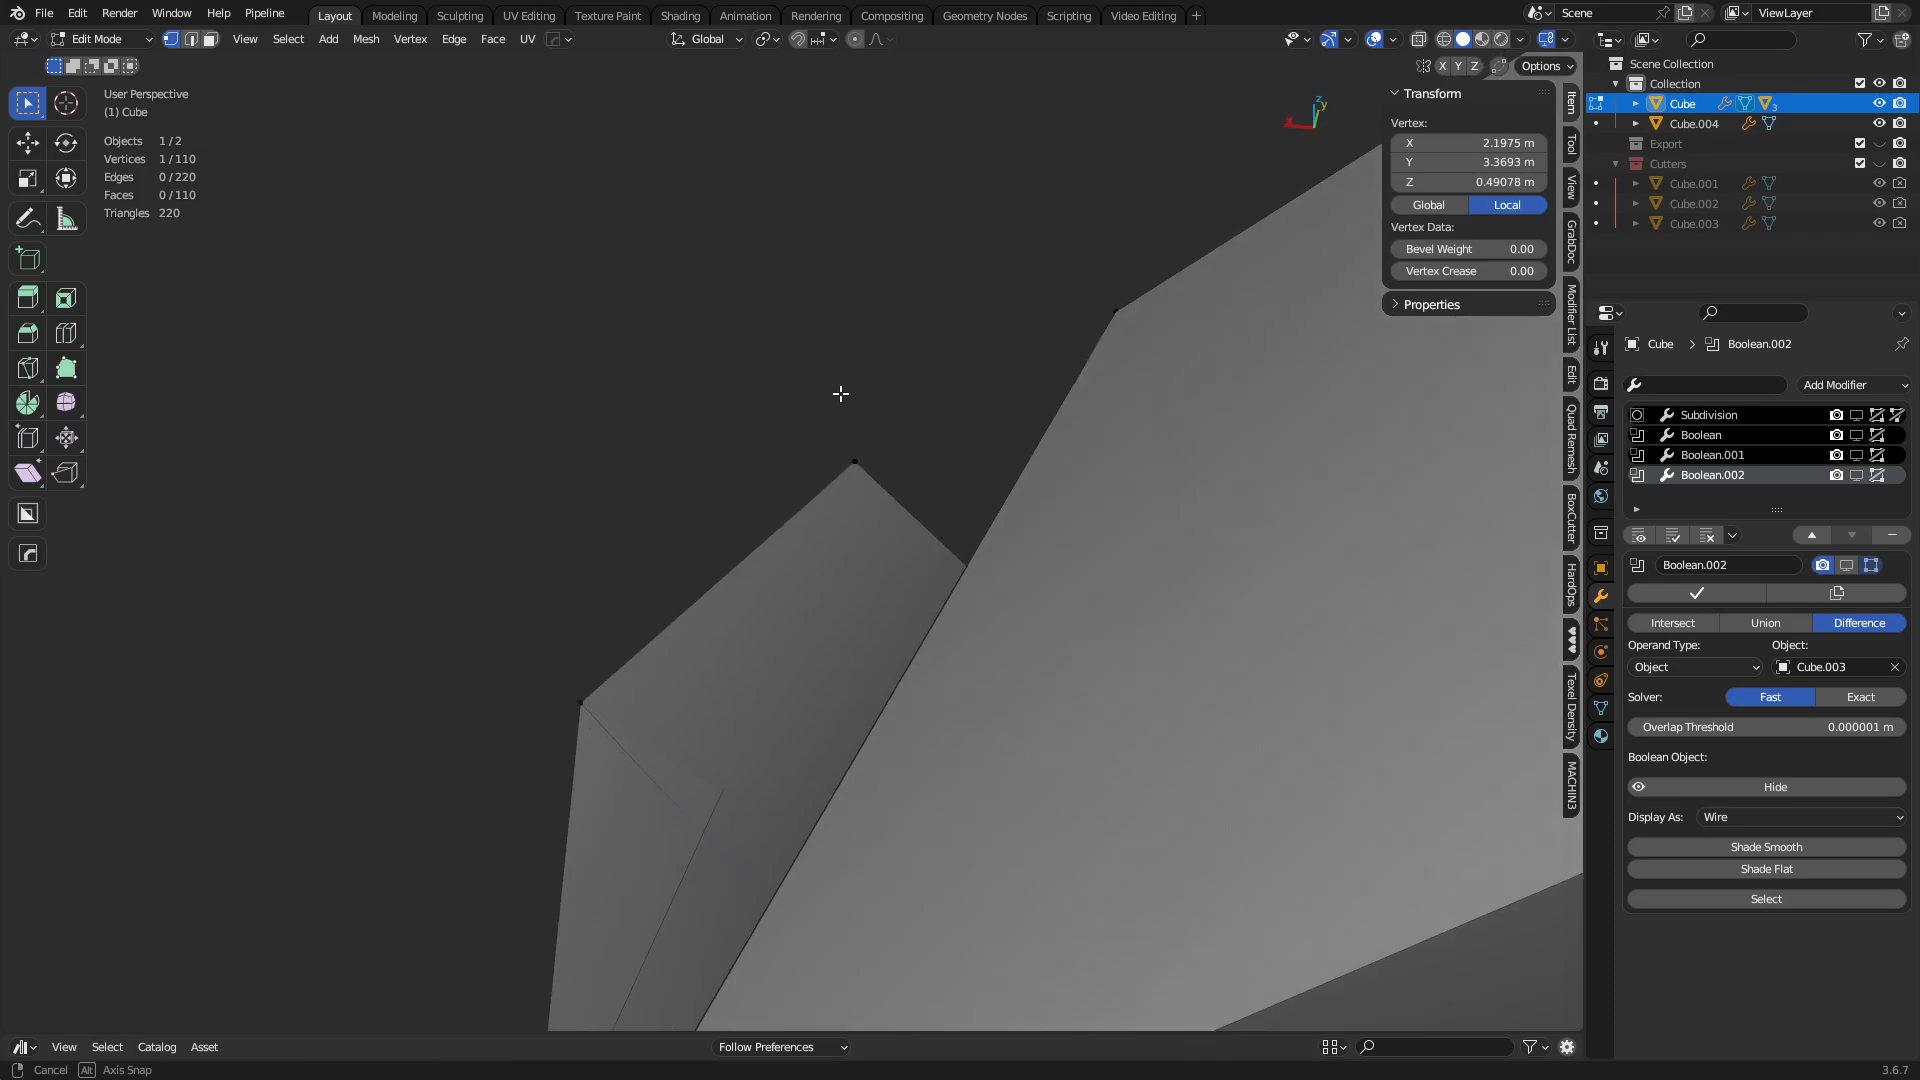 File Edit Render Window Help Pipeline Layout Modeling Sculpting UV Editing Texture Paint Shading Animation Rendering Compositing Geometry Nodes Scripting Video Editing + Scene ViewLayer
Edit Mode View Select Add Mesh Vertex Edge Face UV Global
X Y Z Options
User Perspective
(1) Cube
Objects 1/2
Vertices 1/110
Edges 0/220
Faces 0/110
Triangles 220
Z
Y
X
Transform
Vertex:
X 2.1975 m
Y 3.3693 m
Z 0.49078 m
Global Local
Vertex Data:
Bevel Weight 0.00
Vertex Crease 0.00
Properties
Item
Tool
View
GrabDoc
Modifier List
Edit
Quad Remesh
BoxCutter
HardOps
♥♥♥
Texel Density
MACHIN3
Scene Collection
Collection
Cube 3
Cube.004
Export
Cutters
Cube.001
Cube.002
Cube.003
Cube > Boolean.002
Add Modifier
Subdivision
Boolean
Boolean.001
Boolean.002
Boolean.002
Intersect Union Difference
Operand Type: Object:
Object Cube.003
Solver: Fast Exact
Overlap Threshold 0.000001 m
Boolean Object:
Hide
Display As: Wire
Shade Smooth
Shade Flat
Select
View Select Catalog Asset Follow Preferences
Cancel Alt Axis Snap 3.6.7